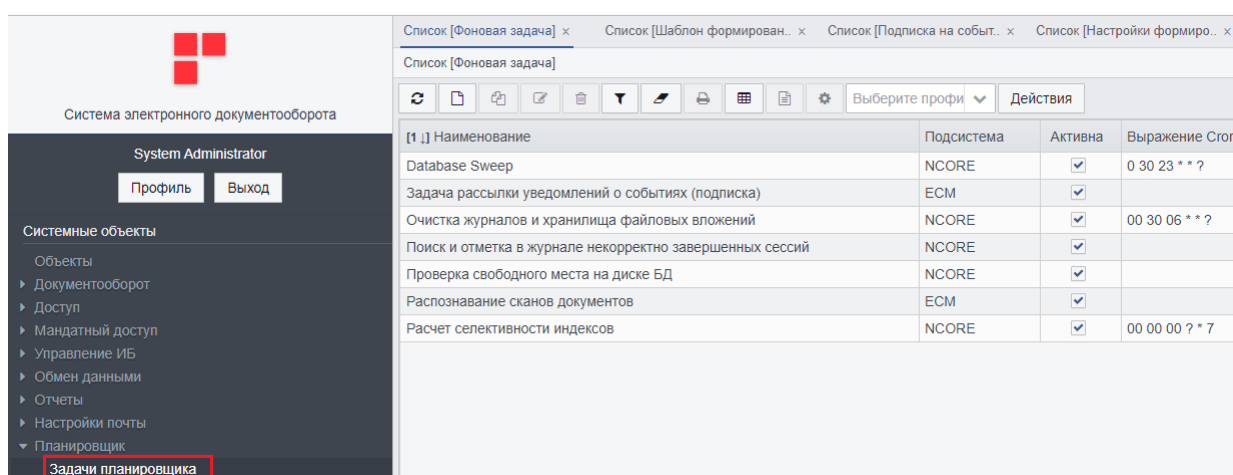 Система электронного документооборота
System Administrator
Профиль Выход
Системные объекты
Объекты
Документооборот
Доступ
Мандатный доступ
Управление ИБ
Обмен данными
Отчеты
Настройки почты
Планировщик
Задачи планировщика
Список [Фоновая задача] × Список [Шаблон формирован.. × Список [Подписка на событ.. × Список [Настройки формиро.. ×
Список [Фоновая задача]
Выберите профи Действия
[1 ↓] Наименование Подсистема Активна Выражение Cron
Database Sweep NCORE 0 30 23 * * ?
Задача рассылки уведомлений о событиях (подписка) ECM
Очистка журналов и хранилища файловых вложений NCORE 00 30 06 * * ?
Поиск и отметка в журнале некорректно завершенных сессий NCORE
Проверка свободного места на диске БД NCORE
Распознавание сканов документов ECM
Расчет селективности индексов NCORE 00 00 00 ? * 7